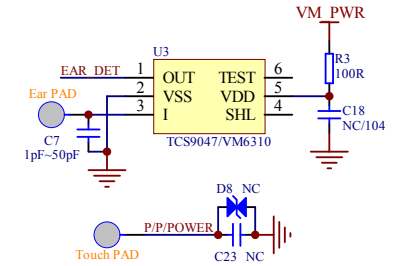 VM_PWR
U3
R3
100R
EAR_DET
1 OUT TEST 6
2 VSS VDD 5
3 I SHL 4
Ear PAD
C7
1pF~50pF
TCS9047/VM6310
C18
NC/104
D8 NC
P/P/POWER
Touch PAD
C23 NC